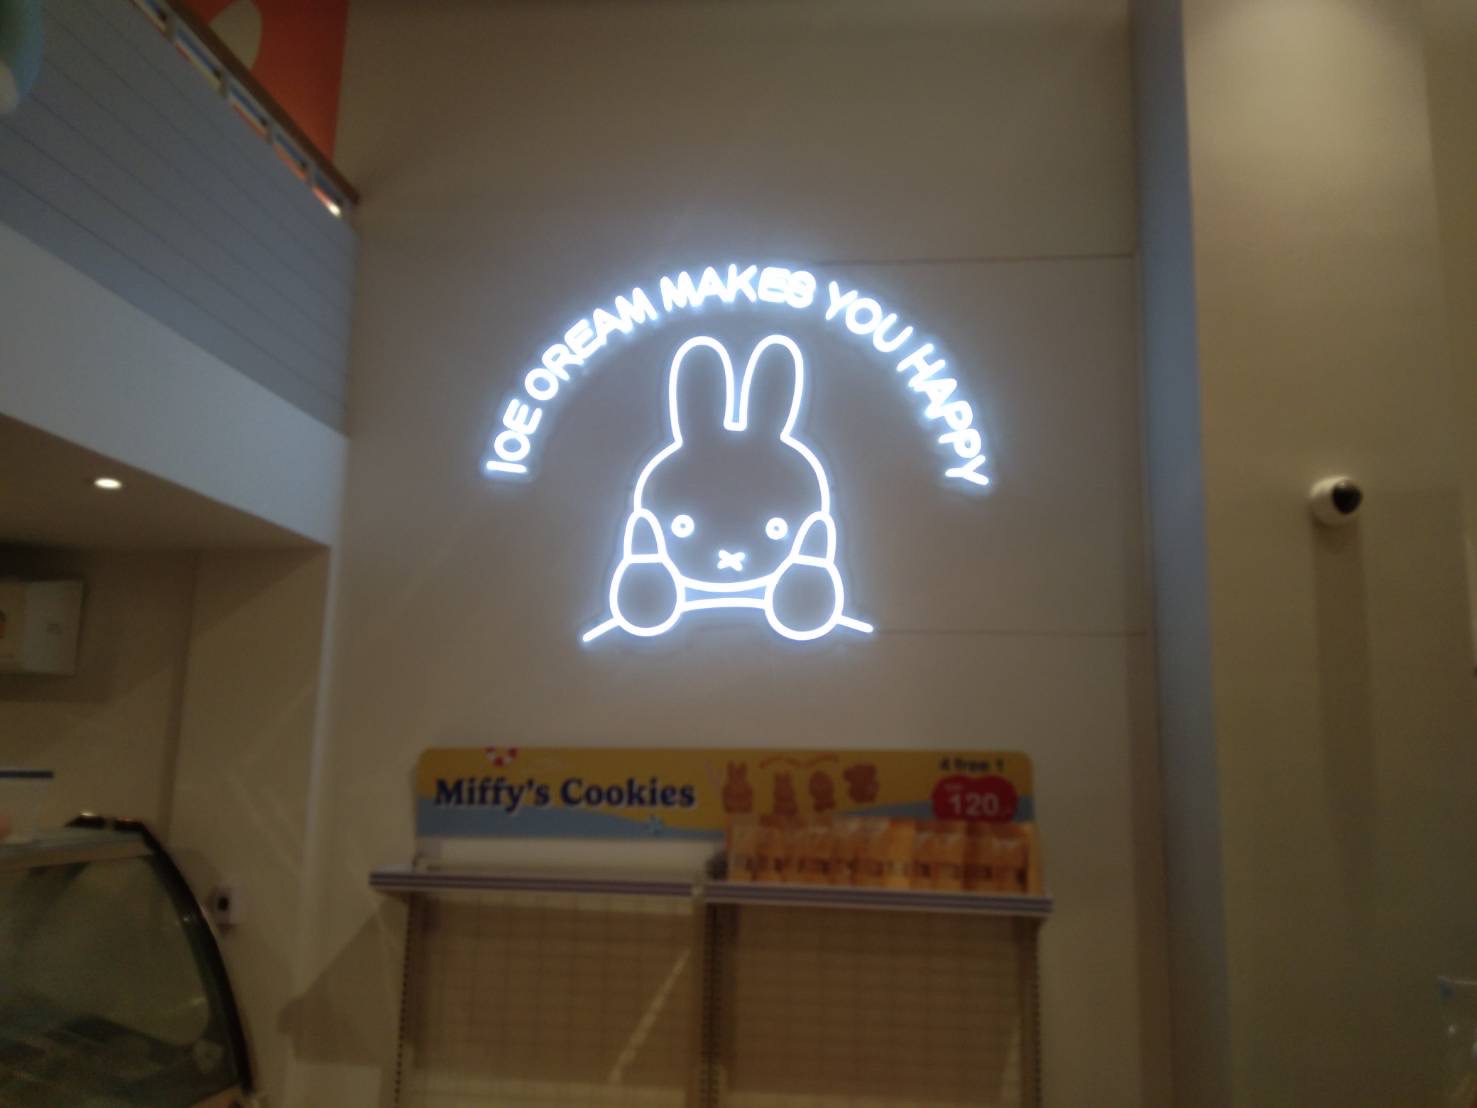 ICE CREAM MAKES YOU HAPPY
Miffy's Cookies
4 free 1
120